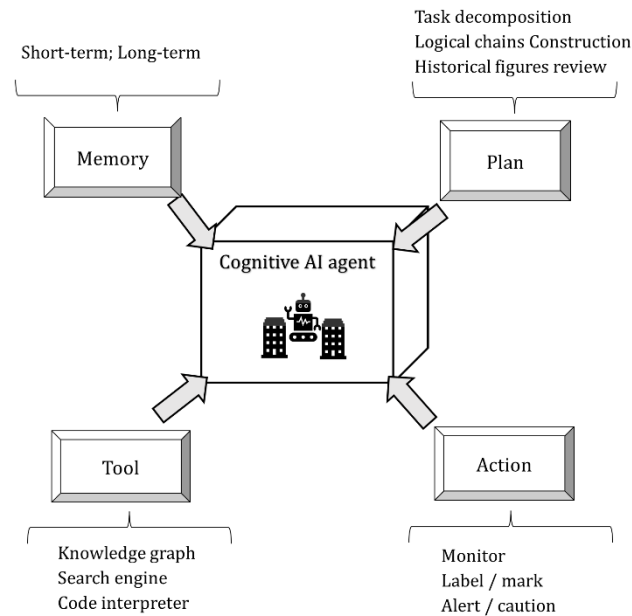 Task decomposition
Short-term; Long-term
Logical chains Construction
Historical figures review
Memory
Plan
Cognitive AI agent
Tool
Action
Knowledge graph
Search engine
Code interpreter
Monitor
Label / mark
Alert / caution